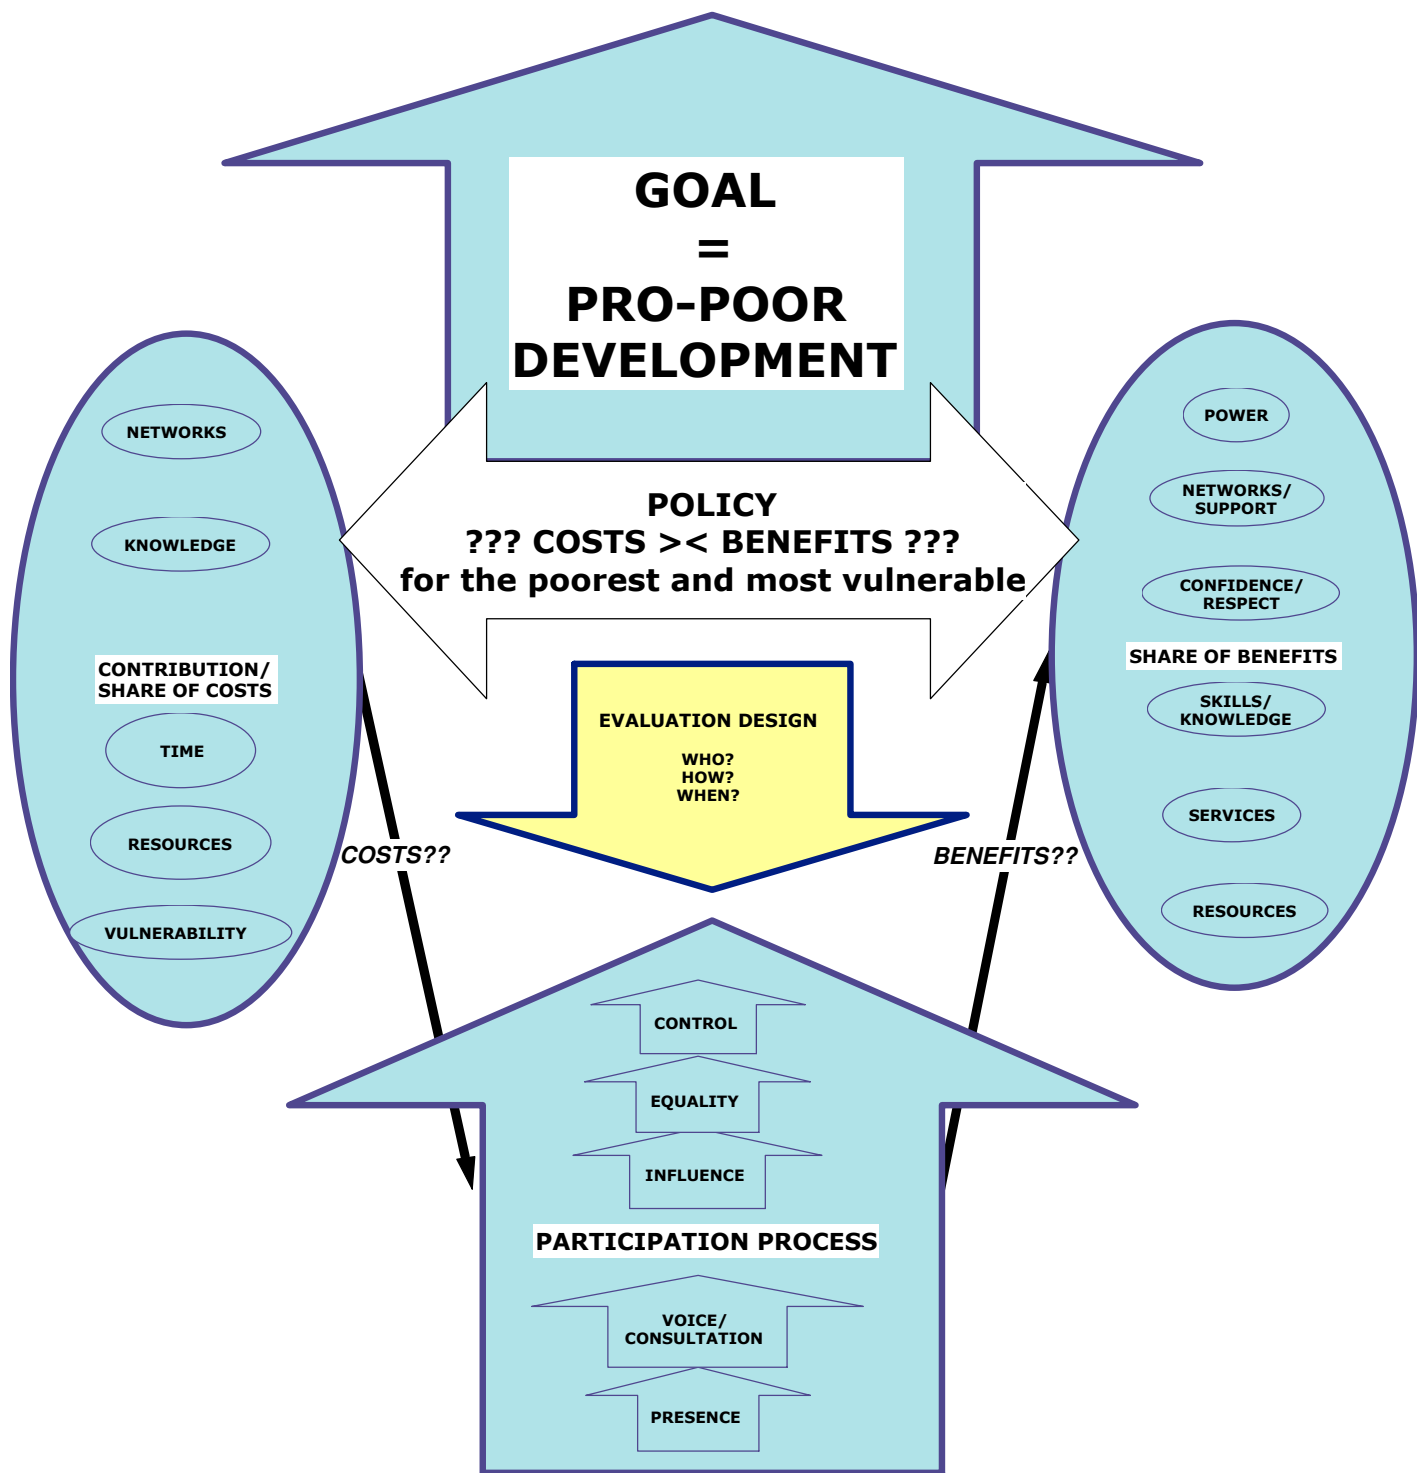 GOAL
=
PRO-POOR
DEVELOPMENT
POLICY
??? COSTS >< BENEFITS ???
for the poorest and most vulnerable
NETWORKS
KNOWLEDGE
CONTRIBUTION/
SHARE OF COSTS
TIME
RESOURCES
VULNERABILITY
COSTS??
EVALUATION DESIGN
WHO?
HOW?
WHEN?
BENEFITS??
POWER
NETWORKS/
SUPPORT
CONFIDENCE/
RESPECT
SHARE OF BENEFITS
SKILLS/
KNOWLEDGE
SERVICES
RESOURCES
CONTROL
EQUALITY
INFLUENCE
PARTICIPATION PROCESS
VOICE/
CONSULTATION
PRESENCE